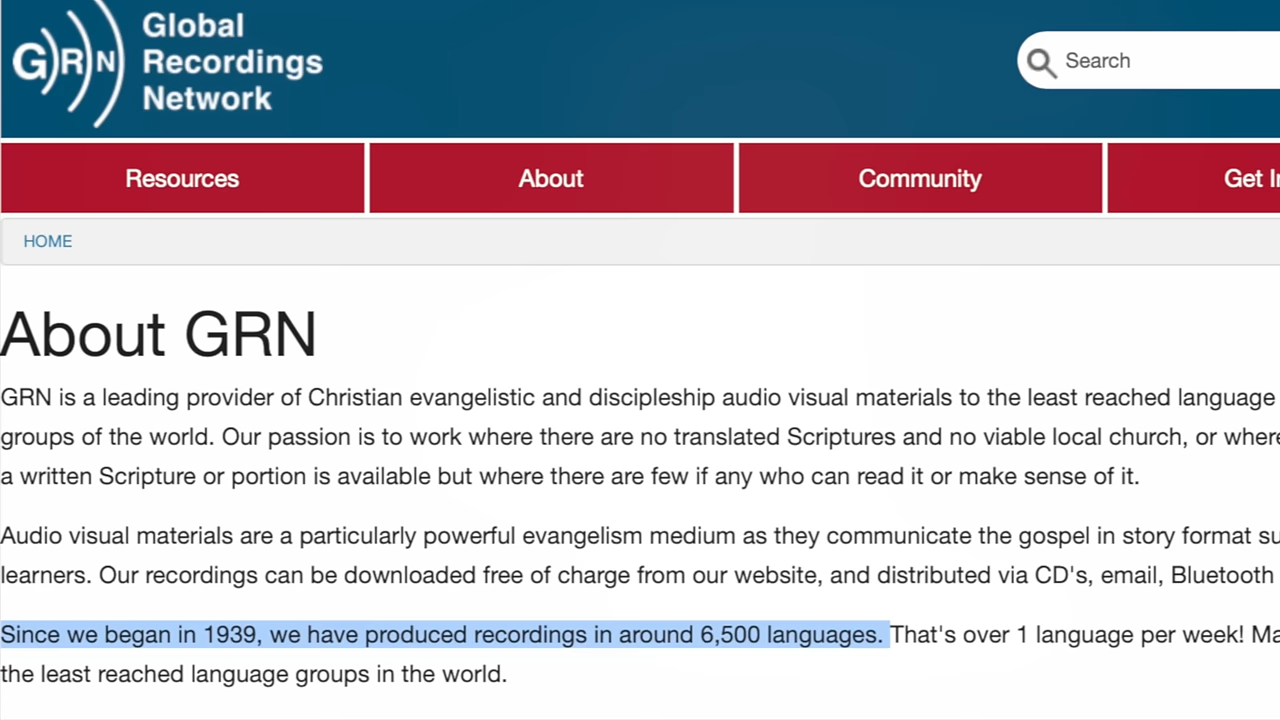 GRN
Global
Recordings
Network
Search
Resources
About
Community
Get
HOME
About GRN
GRN is a leading provider of Christian evangelistic and discipleship audio visual materials to the least reached language
groups of the world. Our passion is to work where there are no translated Scriptures and no viable local church, or where
a written Scripture or portion is available but where there are few if any who can read it or make sense of it.
Audio visual materials are a particularly powerful evangelism medium as they communicate the gospel in story format
learners. Our recordings can be downloaded free of charge from our website, and distributed via CD's, email, Bluetooth
Since we began in 1939, we have produced recordings in around 6,500 languages. That's over 1 language per week!
the least reached language groups in the world.